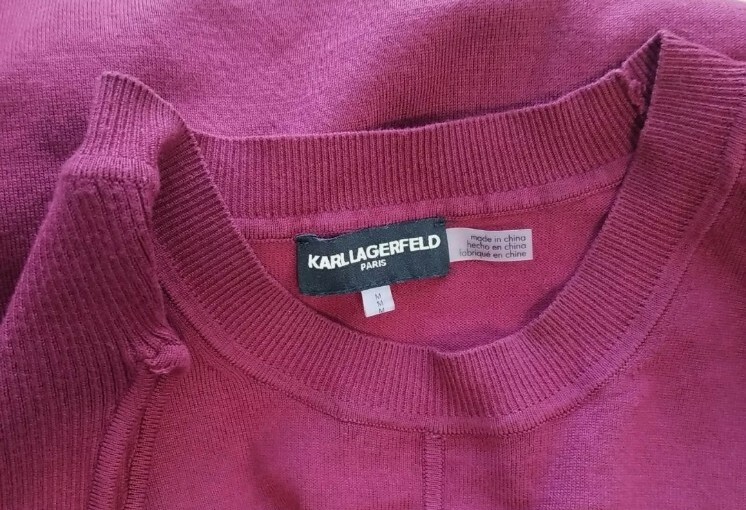 KARL LAGERFELD
PARIS
made in china
hecho en china
fabriqué en chine
M
M
M